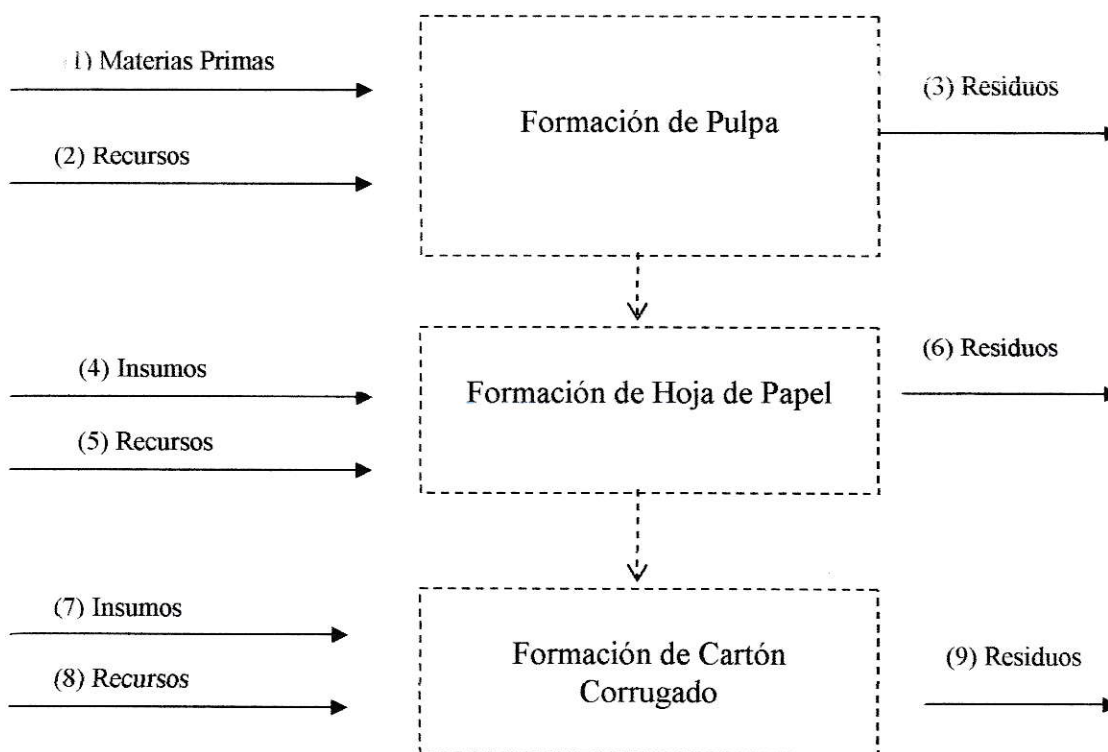 1) Materias Primas
(2) Recursos
Formación de Pulpa
(3) Residuos
(4) Insumos
(5) Recursos
Formación de Hoja de Papel
(6) Residuos
(7) Insumos
(8) Recursos
Formación de Cartón
Corrugado
(9) Residuos